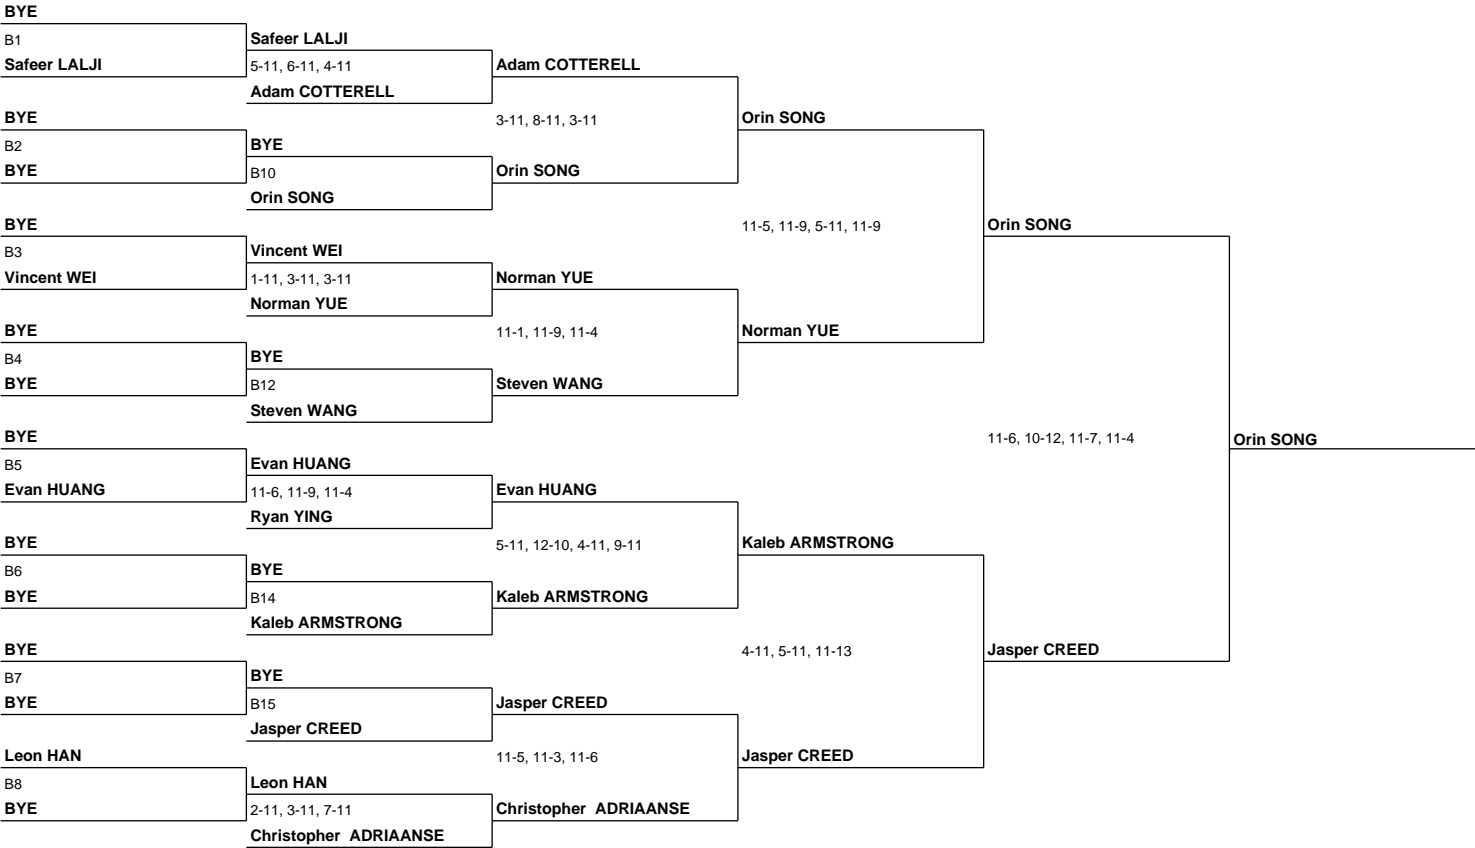 BYE
B1
Safeer LALJI
BYE
B2
BYE
BYE
B3
Vincent WEI
BYE
B4
BYE
BYE
B5
Evan HUANG
BYE
B6
BYE
BYE
B7
BYE
Leon HAN
B8
BYE
Safeer LALJI
5-11, 6-11, 4-11
Adam COTTERELL
BYE
B10
Orin SONG
Vincent WEI
1-11, 3-11, 3-11
Norman YUE
BYE
B12
Steven WANG
Evan HUANG
11-6, 11-9, 11-4
Ryan YING
BYE
B14
Kaleb ARMSTRONG
BYE
B15
Jasper CREED
Leon HAN
2-11, 3-11, 7-11
Christopher ADRIAANSE
Adam COTTERELL
3-11, 8-11, 3-11
Orin SONG
Norman YUE
11-1, 11-9, 11-4
Steven WANG
Evan HUANG
5-11, 12-10, 4-11, 9-11
Kaleb ARMSTRONG
Jasper CREED
11-5, 11-3, 11-6
Christopher ADRIAANSE
Orin SONG
11-5, 11-9, 5-11, 11-9
Norman YUE
Kaleb ARMSTRONG
4-11, 5-11, 11-13
Jasper CREED
Orin SONG
11-6, 10-12, 11-7, 11-4
Jasper CREED
Orin SONG